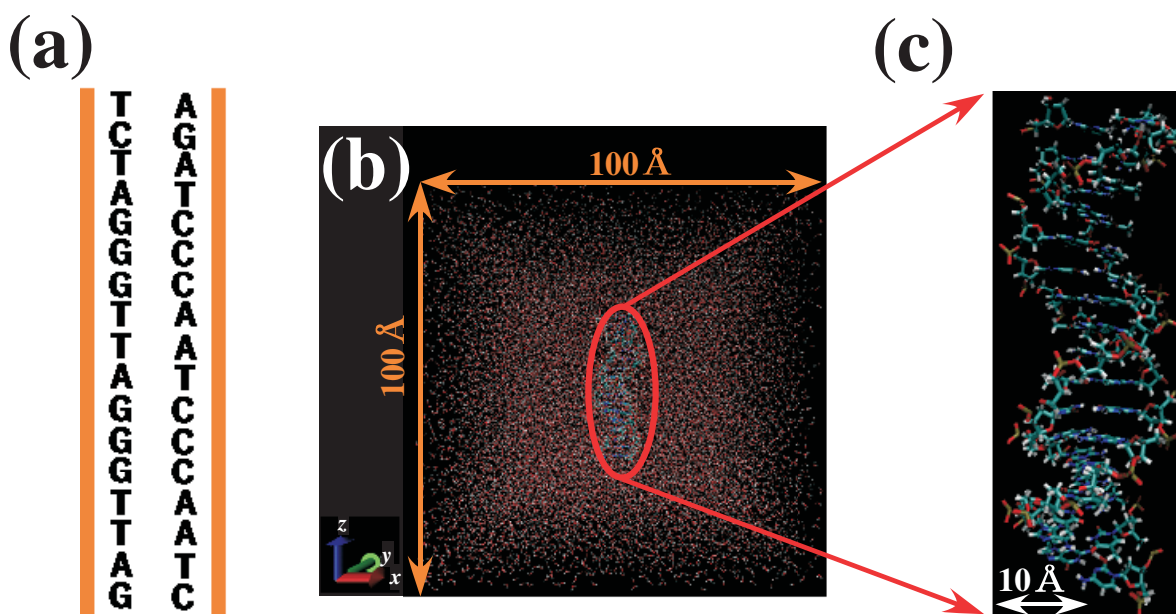 (a)
T A
C G
T A
A T
G C
G C
G C
T A
T A
A T
G C
G C
G C
T A
T A
A T
G C
(b)
100 Å
100 Å
z
y
x
(c)
10 Å